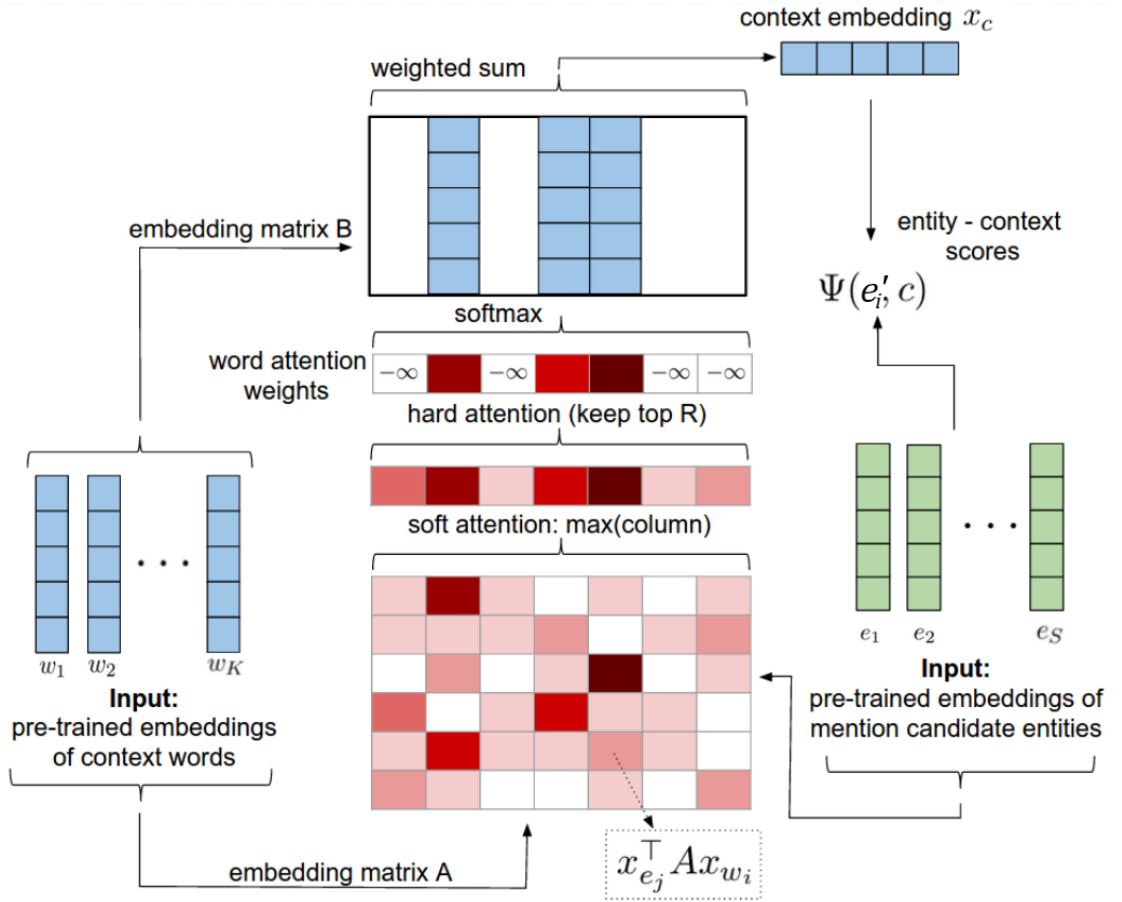 context embedding x_c
weighted sum
embedding matrix B
entity - context
scores
Ψ(e_i′, c)
softmax
word attention
weights
−∞ −∞ −∞ −∞
hard attention (keep top R)
soft attention: max(column)
w_1 w_2 ... w_K
Input:
pre-trained embeddings
of context words
e_1 e_2 ... e_S
Input:
pre-trained embeddings of
mention candidate entities
x_{e_j}^⊤ A x_{w_i}
embedding matrix A